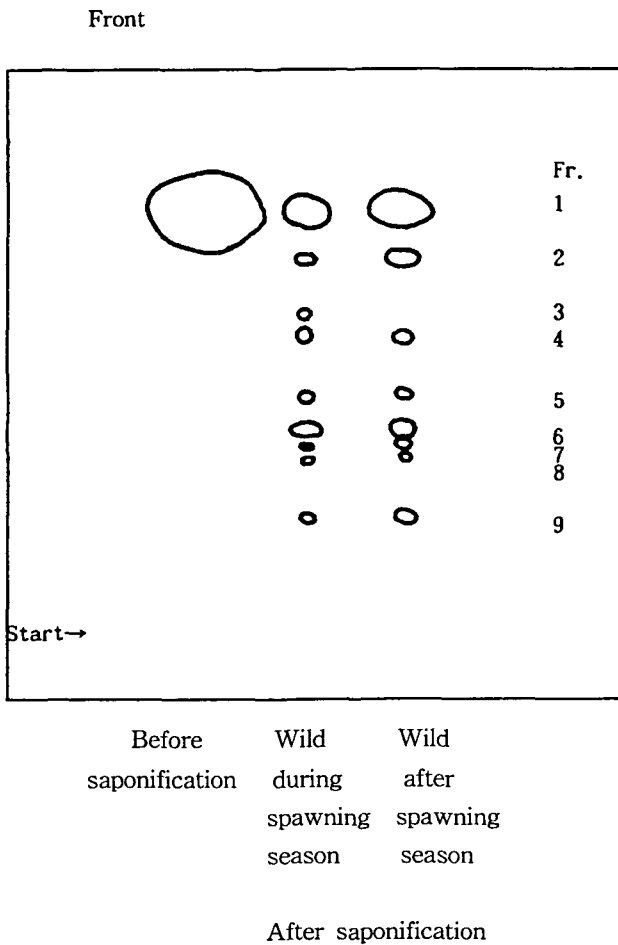 Front
Fr.
1
2
3
4
5
6
7
8
9
Start→
Before Wild Wild
saponification during after
spawning spawning
season season
After saponification